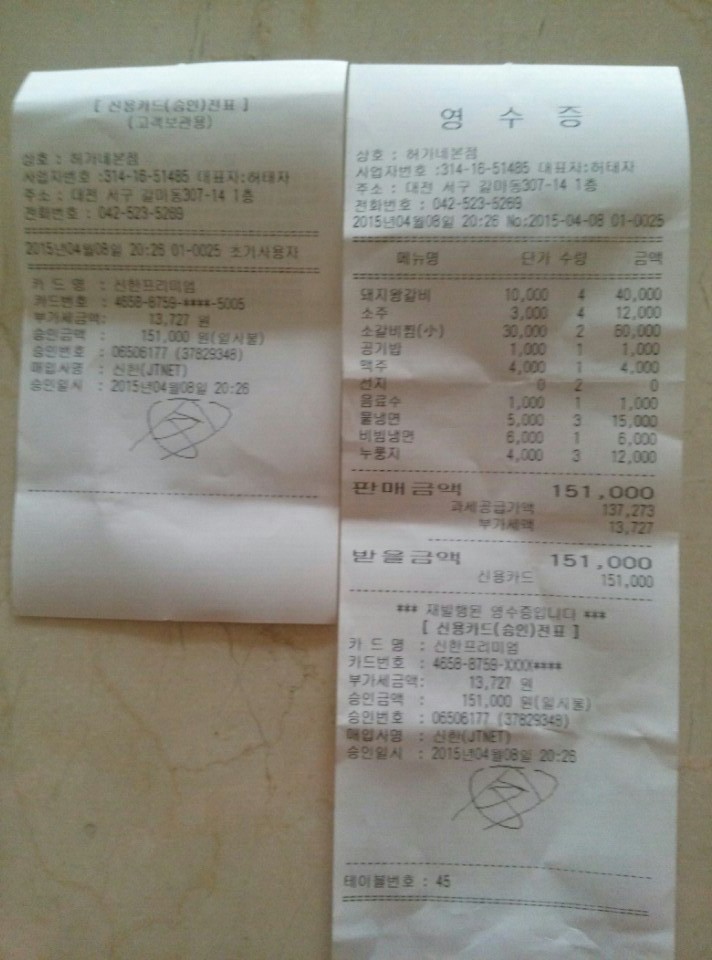 [ 신용카드(승인)전표 ]
(고객보관용)
상호 : 허가네본점
사업자번호 :314-16-51485 대표자:허태자
주소 : 대전 서구 갈마동307-14 1층
전화번호 : 042-523-5269
2015년04월08일 20:26 01-0025 초기사용자
카 드 명 : 신한프리미엄
카드번호 : 4658-8759-****-5005
부가세금액: 13,727 원
승인금액 : 151,000 원(일시불)
승인번호 : 06506177 (37829348)
매입사명 : 신한(JTNET)
승인일시 : 2015년04월08일 20:26
영 수 증
상호 : 허가네본점
사업자번호 :314-16-51485 대표자:허태자
주소 : 대전 서구 갈마동307-14 1층
전화번호 : 042-523-5269
2015년04월08일 20:26 No:2015-04-08 01-0025
메뉴명 단가 수량 금액
돼지왕갈비 10,000 4 40,000
소주 3,000 4 12,000
소갈비찜(小) 30,000 2 60,000
공기밥 1,000 1 1,000
맥주 4,000 1 4,000
선지 0 2 0
음료수 1,000 1 1,000
물냉면 5,000 3 15,000
비빔냉면 6,000 1 6,000
누룽지 4,000 3 12,000
판매금액 151,000
과세공급가액 137,273
부가세액 13,727
받을금액 151,000
신용카드 151,000
*** 재발행된 영수증입니다 ***
[ 신용카드(승인)전표 ]
카 드 명 : 신한프리미엄
카드번호 : 4658-8759-XXXX****
부가세금액: 13,727 원
승인금액 : 151,000 원(일시불)
승인번호 : 06506177 (37829348)
매입사명 : 신한(JTNET)
승인일시 : 2015년04월08일 20:26
테이블번호 : 45